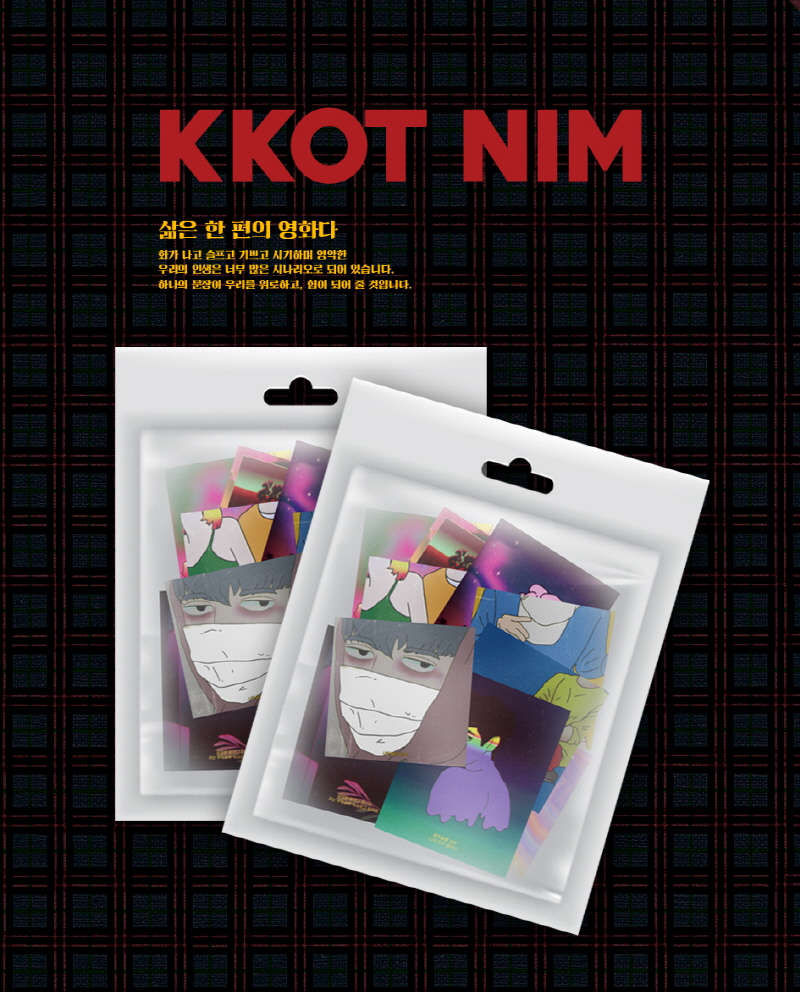 KKOT NIM
삶은 한 편의 영화다
화가 나고 슬프고 기쁘고 시기하며 영악한
우리의 인생은 너무 많은 시나리오로 되어 있습니다.
하나의 문장이 우리를 위로하고, 힘이 되어 줄 것입니다.